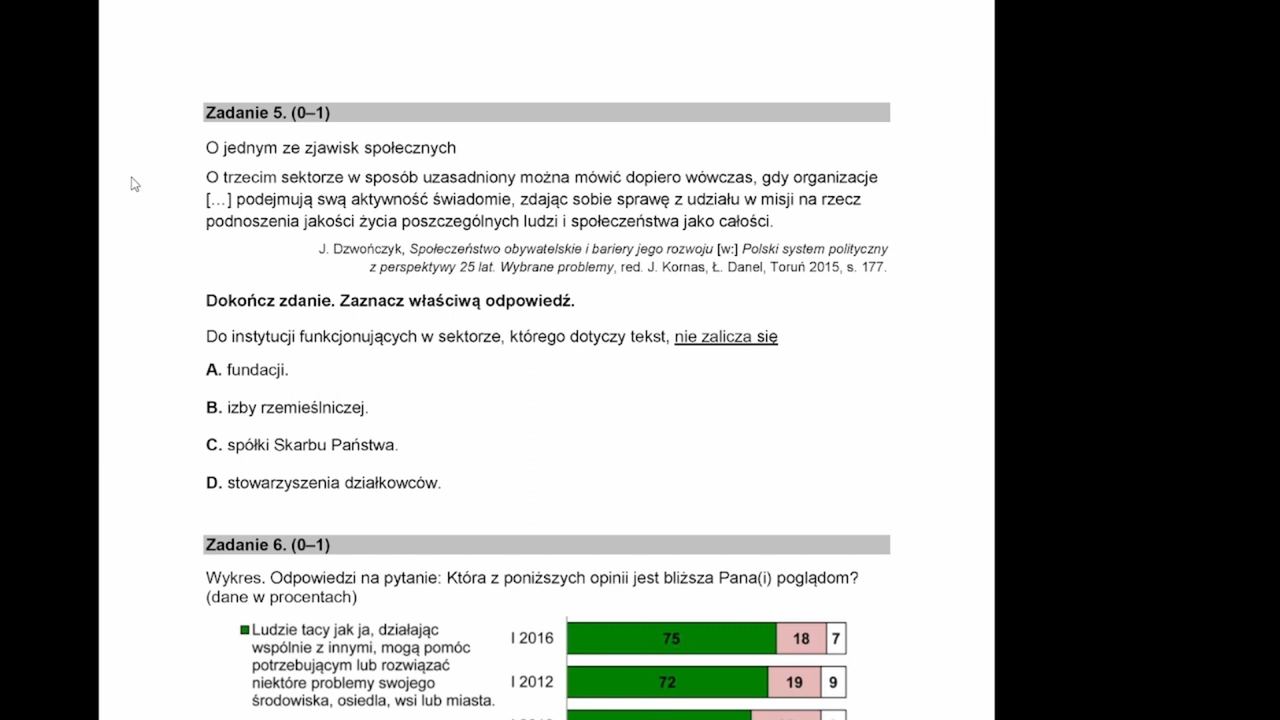 Zadanie 5. (0–1)
O jednym ze zjawisk społecznych
O trzecim sektorze w sposób uzasadniony można mówić dopiero wówczas, gdy organizacje
[…] podejmują swą aktywność świadomie, zdając sobie sprawę z udziału w misji na rzecz
podnoszenia jakości życia poszczególnych ludzi i społeczeństwa jako całości.
J. Dzwończyk, Społeczeństwo obywatelskie i bariery jego rozwoju [w:] Polski system polityczny
z perspektywy 25 lat. Wybrane problemy, red. J. Kornas, Ł. Danel, Toruń 2015, s. 177.
Dokończ zdanie. Zaznacz właściwą odpowiedź.
Do instytucji funkcjonujących w sektorze, którego dotyczy tekst, nie zalicza się
A. fundacji.
B. izby rzemieślniczej.
C. spółki Skarbu Państwa.
D. stowarzyszenia działkowców.
Zadanie 6. (0–1)
Wykres. Odpowiedzi na pytanie: Która z poniższych opinii jest bliższa Pana(i) poglądom?
(dane w procentach)
Ludzie tacy jak ja, działając
wspólnie z innymi, mogą pomóc
potrzebującym lub rozwiązać
niektóre problemy swojego
środowiska, osiedla, wsi lub miasta.
I 2016 75 18 7
I 2012 72 19 9